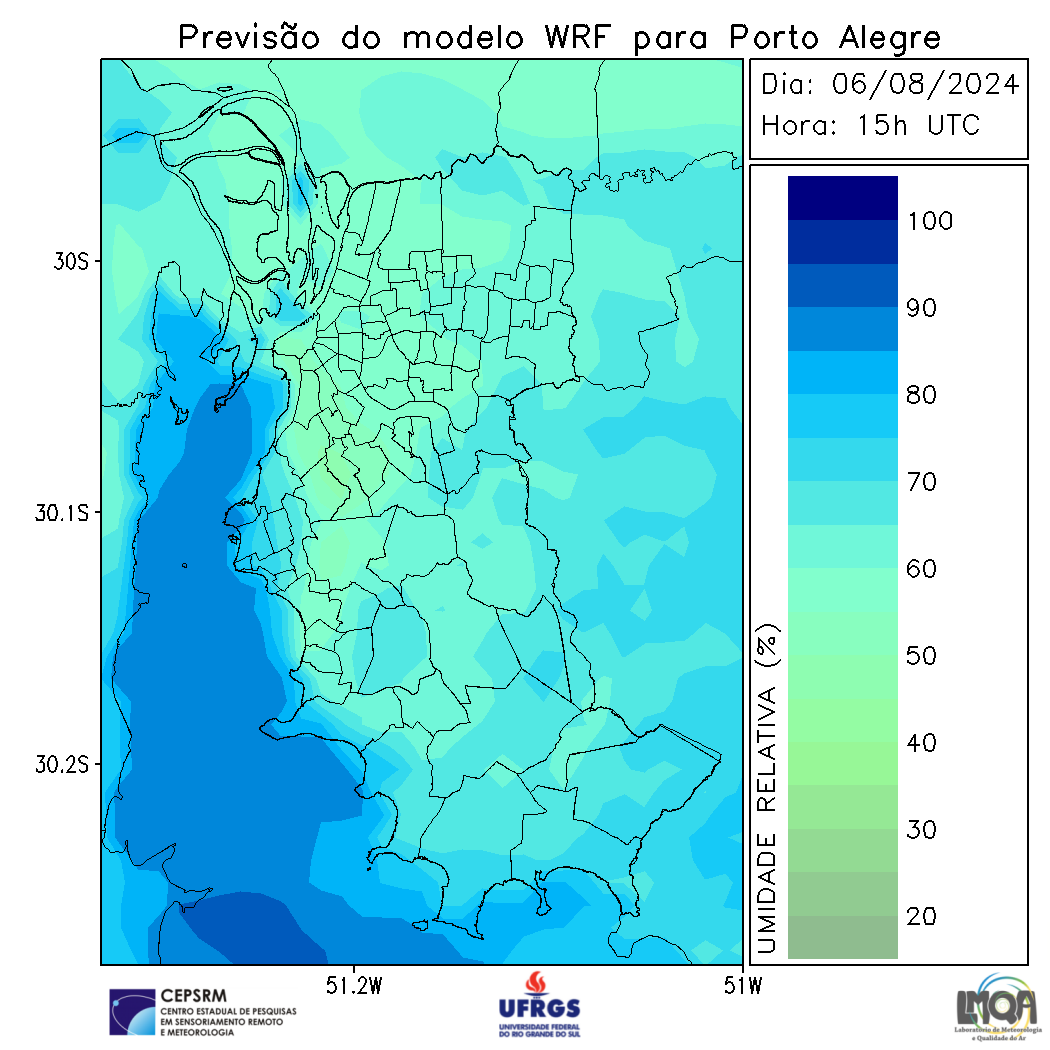 Previsão do modelo WRF para Porto Alegre
Dia: 06/08/2024
Hora: 15h UTC
100
90
80
70
60
50
40
30
20
UMIDADE RELATIVA (%)
30S
30.1S
30.2S
51.2W
51W
CEPSRM
CENTRO ESTADUAL DE PESQUISAS
EM SENSORIAMENTO REMOTO
E METEOROLOGIA
UFRGS
UNIVERSIDADE FEDERAL
DO RIO GRANDE DO SUL
LMQA
Laboratório de Meteorologia
e Qualidade do Ar